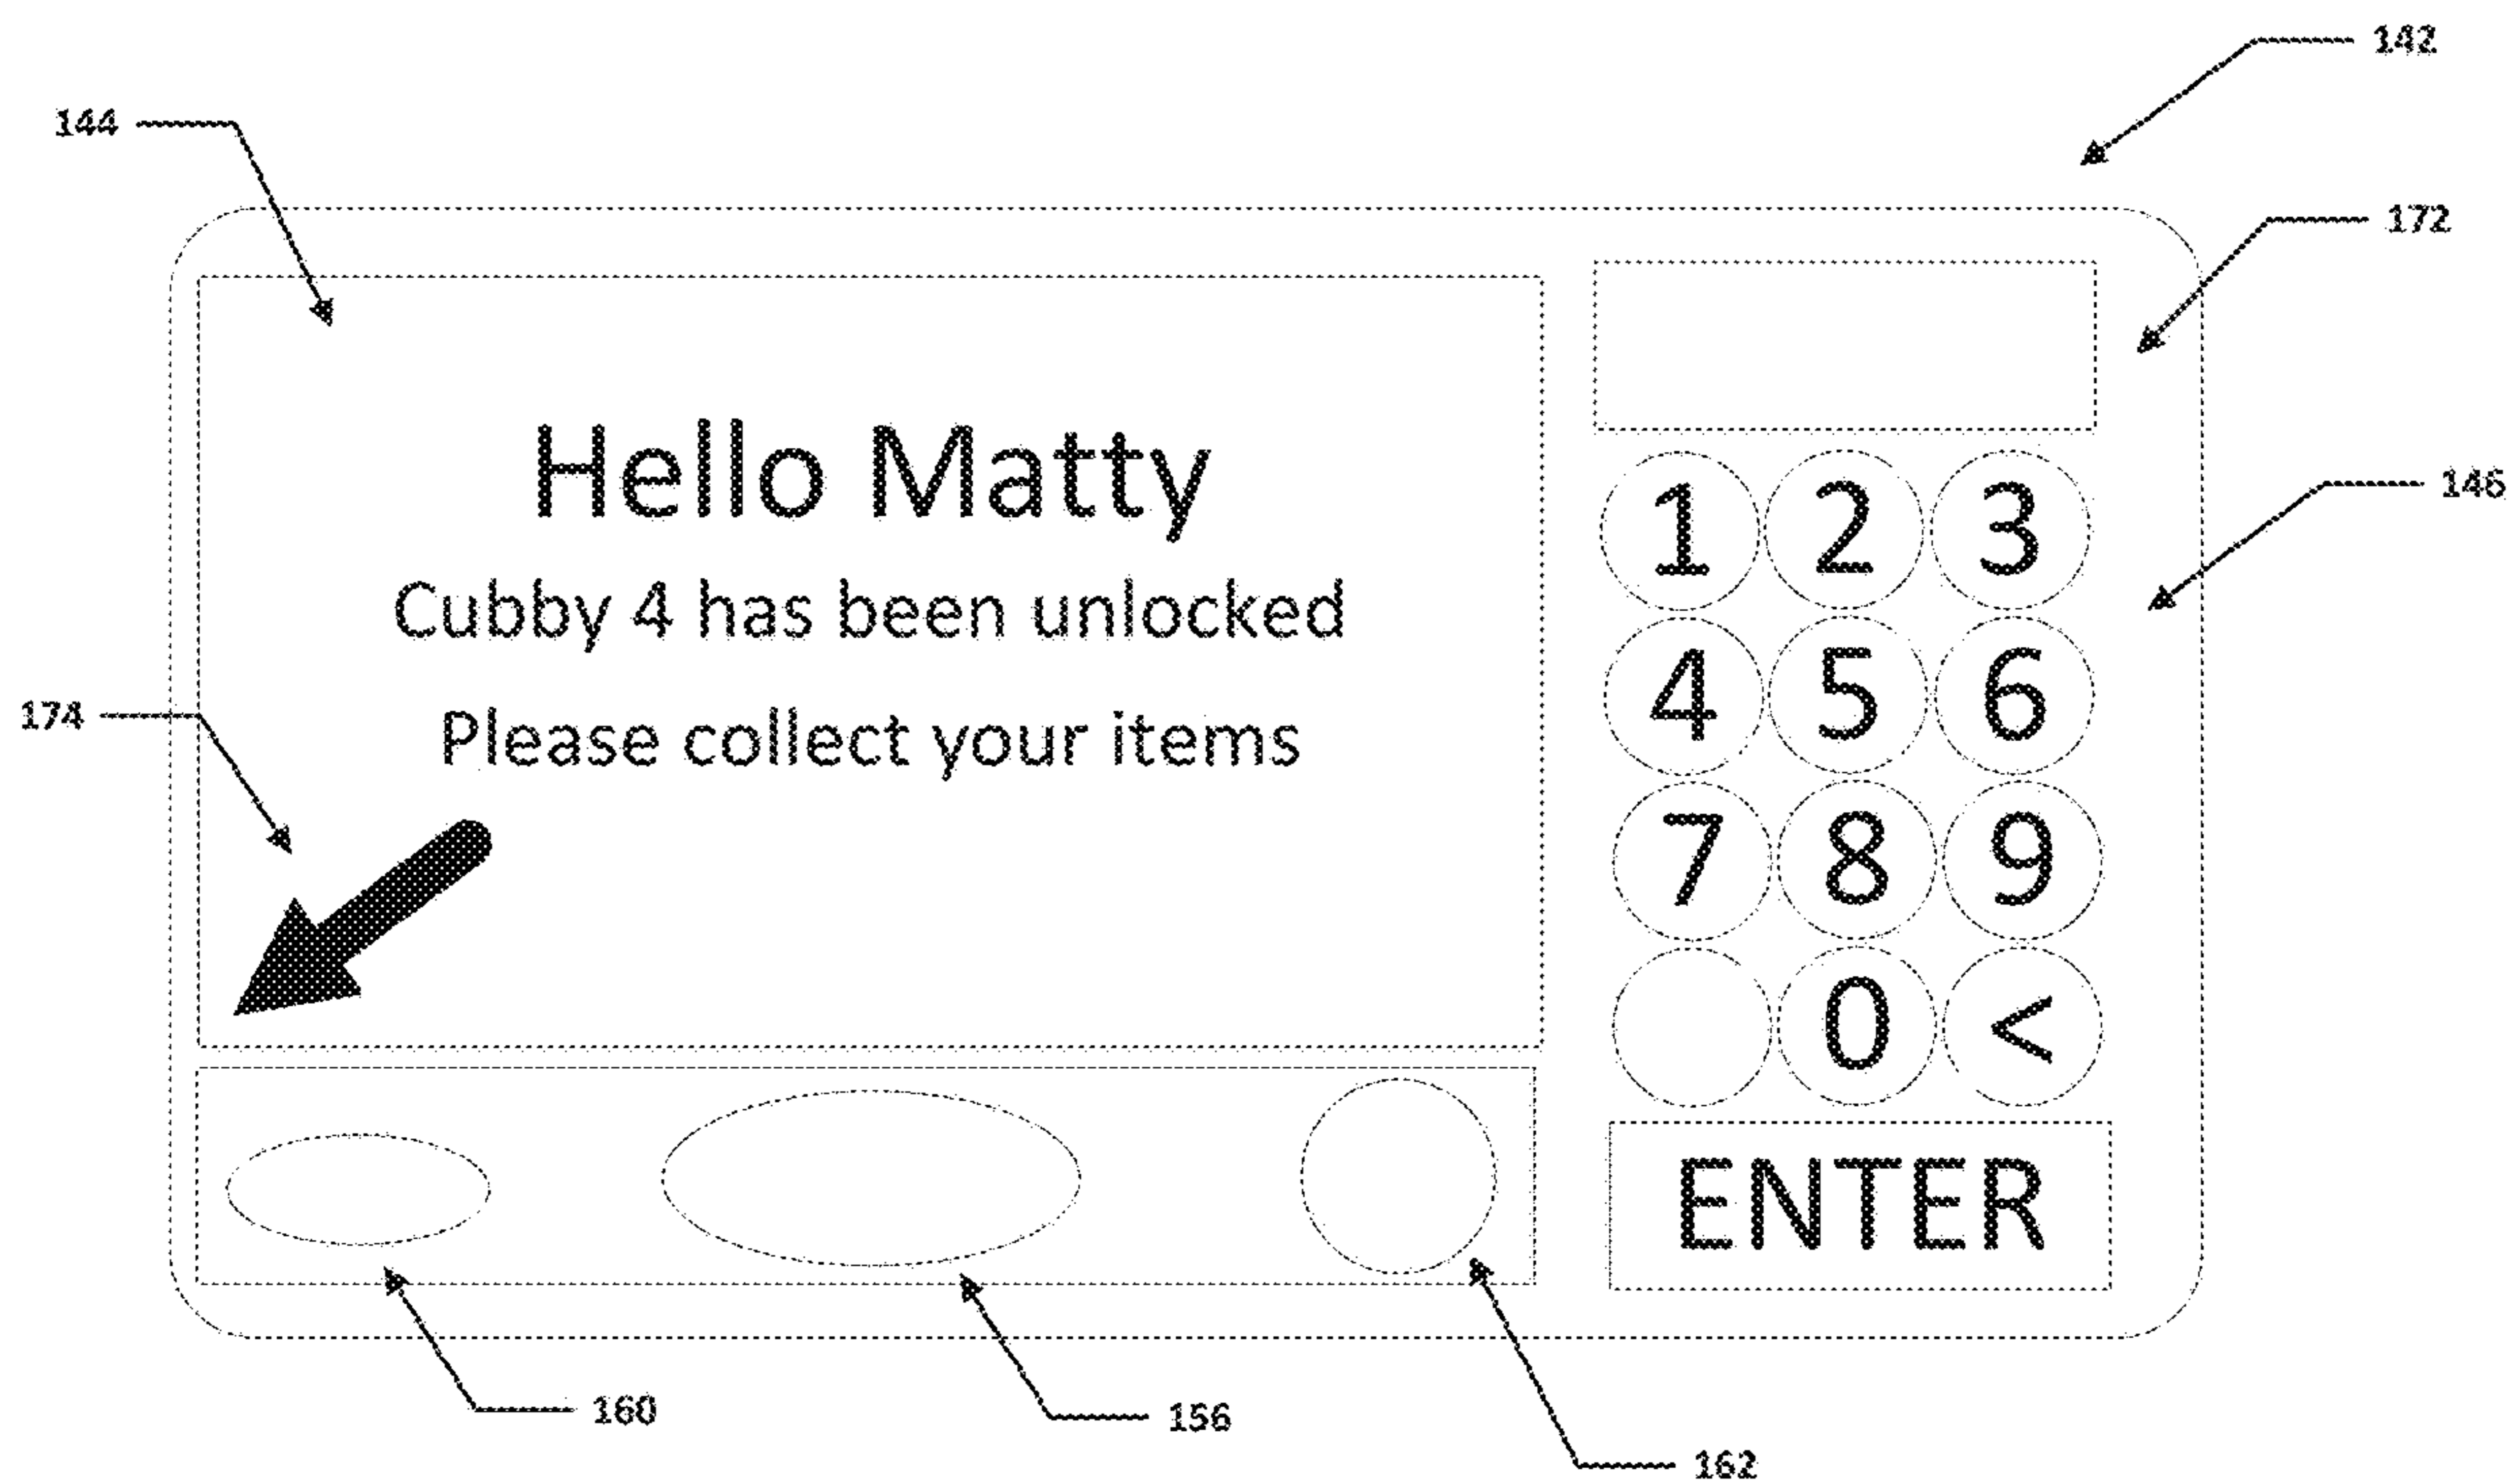 142
144
172
Hello Matty
146
1 2 3
Cubby 4 has been unlocked
4 5 6
174
Please collect your items
7 8 9
0 <
ENTER
160
156
162